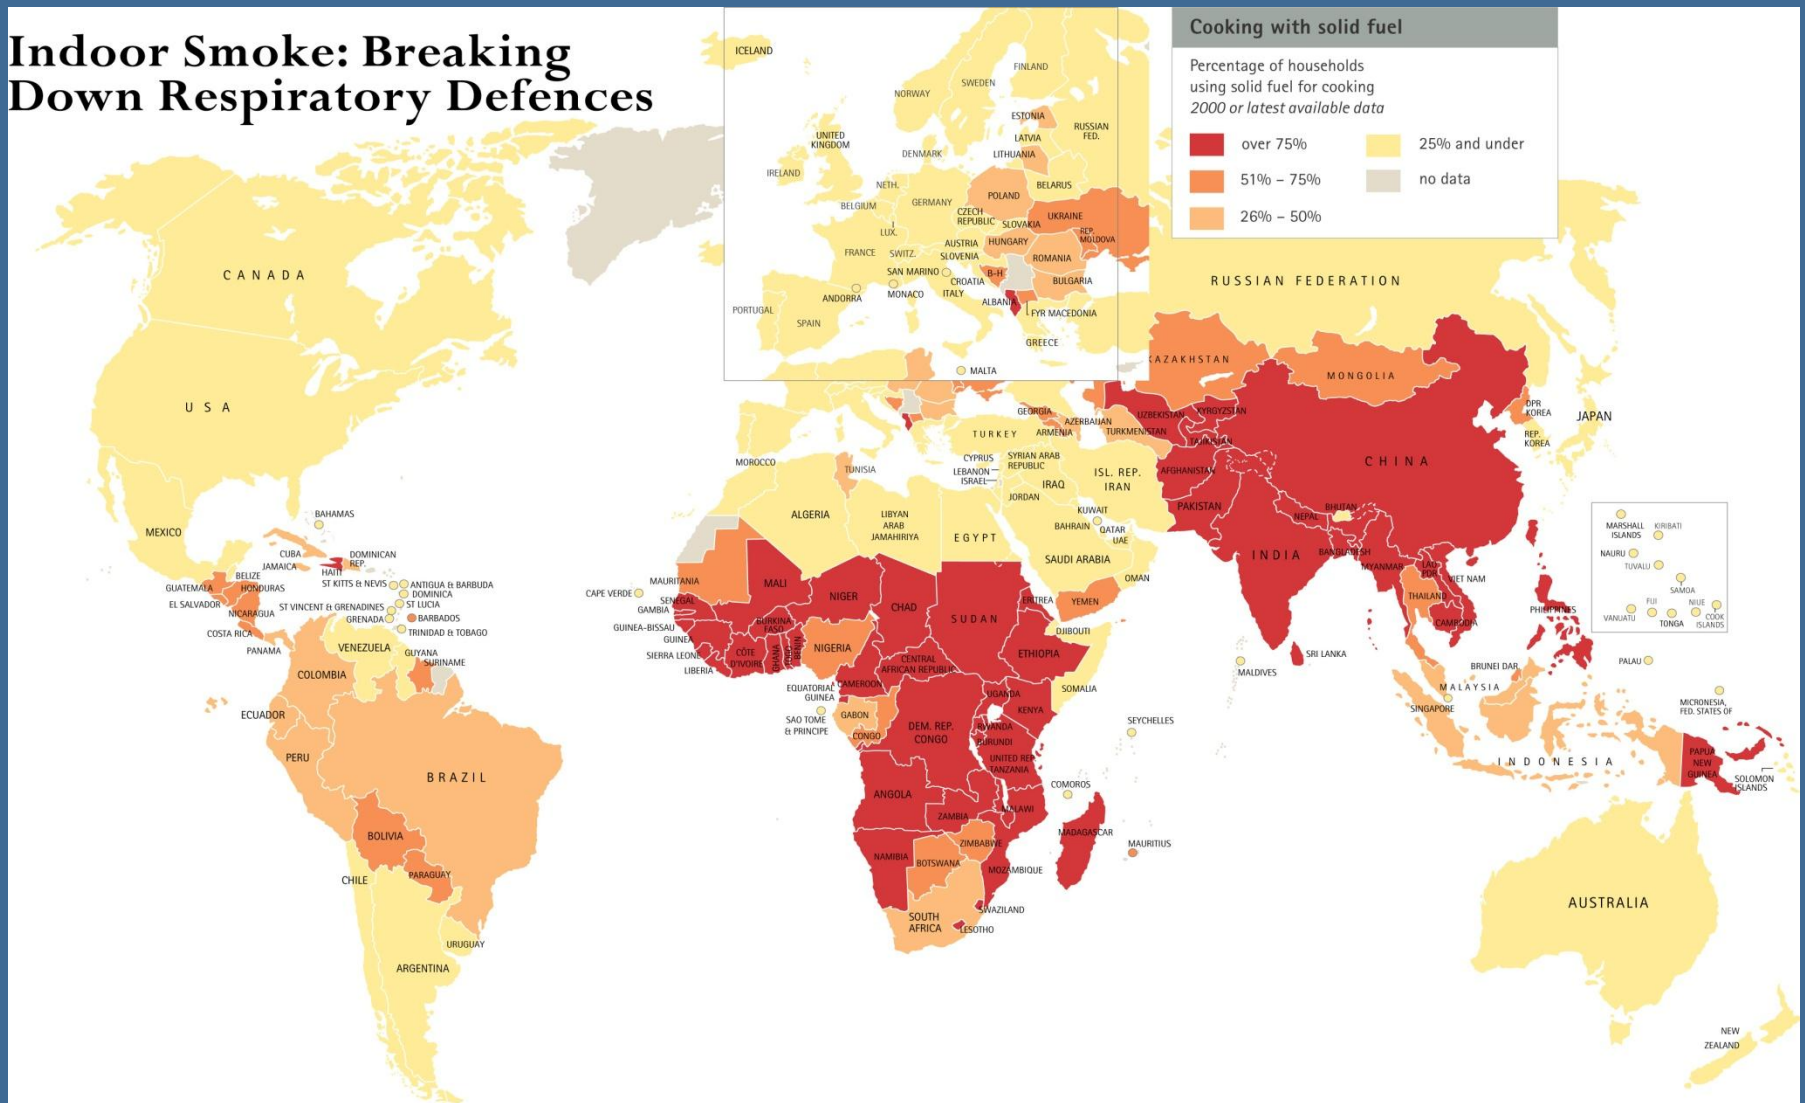 Indoor Smoke: Breaking
Down Respiratory Defences
Cooking with solid fuel
Percentage of households
using solid fuel for cooking
2000 or latest available data
over 75%
51% – 75%
26% – 50%
25% and under
no data
ICELAND
FINLAND
SWEDEN
NORWAY
ESTONIA
RUSSIAN
FED.
LATVIA
LITHUANIA
UNITED
KINGDOM
DENMARK
IRELAND
NETH.
BELARUS
POLAND
BELGIUM
GERMANY
CZECH
REPUBLIC
SLOVAKIA
UKRAINE
LUX.
REP.
MOLDOVA
AUSTRIA
HUNGARY
FRANCE
SWITZ.
SLOVENIA
ROMANIA
SAN MARINO
CROATIA
B-H
BULGARIA
ANDORRA
MONACO
ITALY
ALBANIA
FYR MACEDONIA
PORTUGAL
SPAIN
GREECE
MALTA
CANADA
USA
MEXICO
BAHAMAS
CUBA
JAMAICA
HAITI
DOMINICAN
REP.
BELIZE
ST KITTS & NEVIS
ANTIGUA & BARBUDA
DOMINICA
GUATEMALA
HONDURAS
EL SALVADOR
NICARAGUA
ST VINCENT & GRENADINES
ST LUCIA
GRENADA
BARBADOS
TRINIDAD & TOBAGO
COSTA RICA
PANAMA
VENEZUELA
GUYANA
SURINAME
COLOMBIA
ECUADOR
PERU
BRAZIL
BOLIVIA
PARAGUAY
CHILE
URUGUAY
ARGENTINA
RUSSIAN FEDERATION
KAZAKHSTAN
MONGOLIA
GEORGIA
AZERBAIJAN
ARMENIA
UZBEKISTAN
KYRGYZSTAN
TURKMENISTAN
TAJIKISTAN
TURKEY
DPR
KOREA
REP.
KOREA
JAPAN
CHINA
MOROCCO
TUNISIA
CYPRUS
LEBANON
ISRAEL
SYRIAN ARAB
REPUBLIC
IRAQ
JORDAN
ISL. REP.
IRAN
AFGHANISTAN
PAKISTAN
ALGERIA
LIBYAN
ARAB
JAMAHIRIYA
EGYPT
KUWAIT
BAHRAIN
QATAR
UAE
SAUDI ARABIA
OMAN
YEMEN
NEPAL
BHUTAN
INDIA
BANGLADESH
MYANMAR
LAO
PDR
VIET NAM
THAILAND
CAMBODIA
PHILIPPINES
SRI LANKA
MALDIVES
BRUNEI DAR.
MALAYSIA
SINGAPORE
INDONESIA
PAPUA
NEW
GUINEA
SOLOMON
ISLANDS
PALAU
MICRONESIA,
FED. STATES OF
MARSHALL
ISLANDS
KIRIBATI
NAURU
TUVALU
SAMOA
FIJI
NIUE
VANUATU
TONGA
COOK
ISLANDS
MAURITANIA
CAPE VERDE
SENEGAL
GAMBIA
GUINEA-BISSAU
GUINEA
SIERRA LEONE
LIBERIA
MALI
BURKINA
FASO
CÔTE
D'IVOIRE
GHANA
TOGO
BENIN
NIGER
NIGERIA
CHAD
SUDAN
ERITREA
DJIBOUTI
ETHIOPIA
SOMALIA
CENTRAL
AFRICAN REPUBLIC
CAMEROON
EQUATORIAL
GUINEA
SAO TOME
& PRINCIPE
GABON
CONGO
DEM. REP.
CONGO
UGANDA
KENYA
RWANDA
BURUNDI
UNITED REP.
TANZANIA
SEYCHELLES
COMOROS
ANGOLA
ZAMBIA
MALAWI
MADAGASCAR
MAURITIUS
NAMIBIA
ZIMBABWE
BOTSWANA
MOZAMBIQUE
SWAZILAND
SOUTH
AFRICA
LESOTHO
AUSTRALIA
NEW
ZEALAND